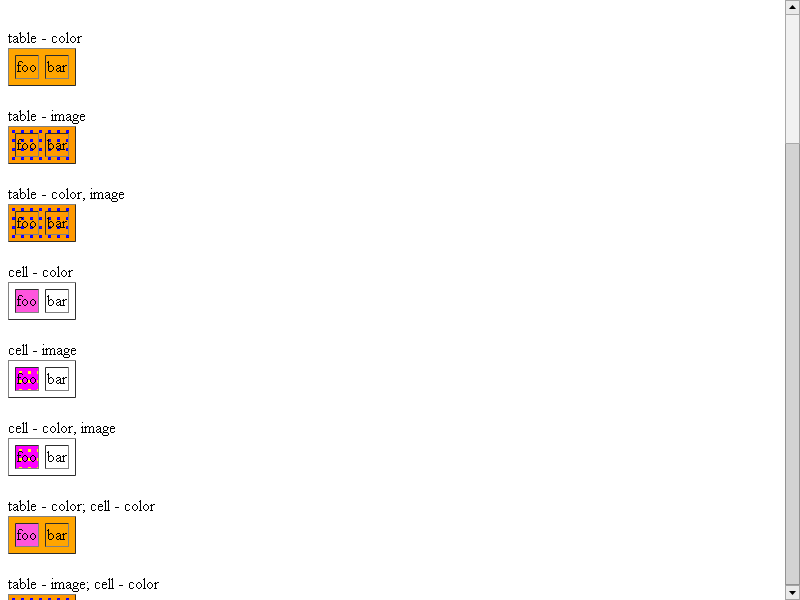 table - color
foo bar
table - image
foo bar
table - color, image
foo bar
cell - color
foo bar
cell - image
foo bar
cell - color, image
foo bar
table - color; cell - color
foo bar
table - image; cell - color